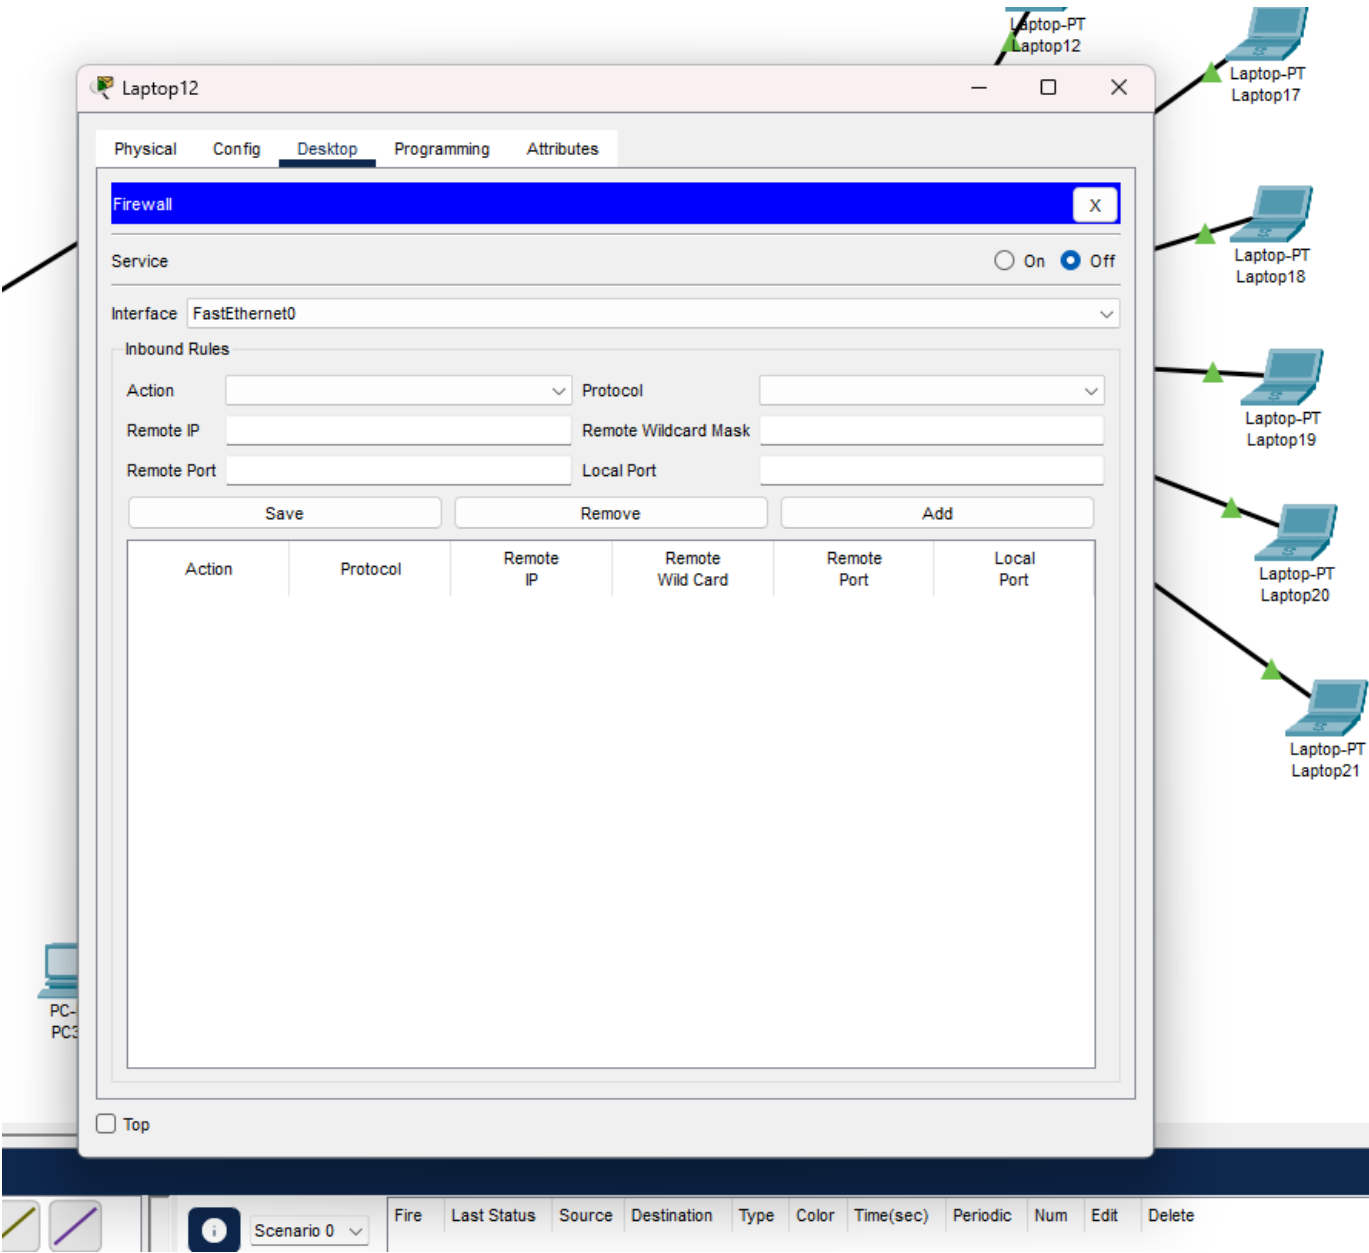 Laptop-PT
Laptop12
Laptop-PT
Laptop17
Laptop12
Physical Config Desktop Programming Attributes
Firewall X
Service On Off
Interface FastEthernet0
Inbound Rules
Action Protocol
Remote IP Remote Wildcard Mask
Remote Port Local Port
Save Remove Add
Action Protocol Remote IP Remote Wild Card Remote Port Local Port
Top
Laptop-PT
Laptop18
Laptop-PT
Laptop19
Laptop-PT
Laptop20
Laptop-PT
Laptop21
PC-
PC3
Scenario 0
Fire Last Status Source Destination Type Color Time(sec) Periodic Num Edit Delete